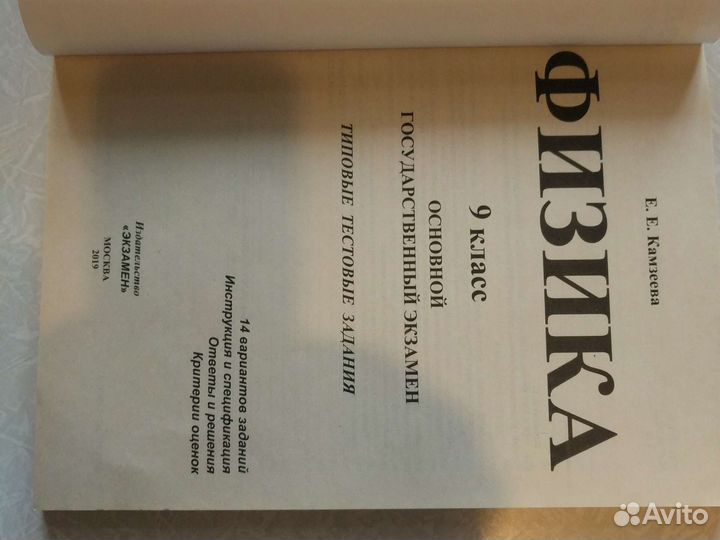 Е. Е. Камзеева
ФИЗИКА
9 класс
ОСНОВНОЙ
ГОСУДАРСТВЕННЫЙ ЭКЗАМЕН
ТИПОВЫЕ ТЕСТОВЫЕ ЗАДАНИЯ
14 вариантов заданий
Инструкция и спецификация
Ответы и решения
Критерии оценок
Издательство
«ЭКЗАМЕН»
МОСКВА
2019
Avito